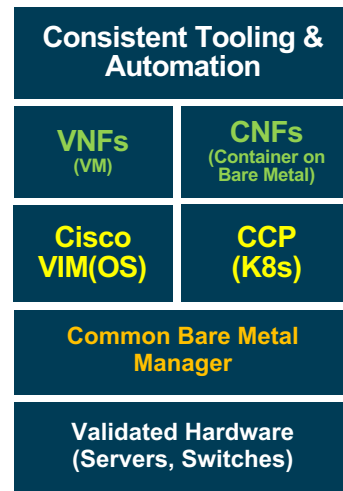 Consistent Tooling &
Automation
VNFs
(VM)
CNFs
(Container on
Bare Metal)
Cisco
VIM(OS)
CCP
(K8s)
Common Bare Metal
Manager
Validated Hardware
(Servers, Switches)